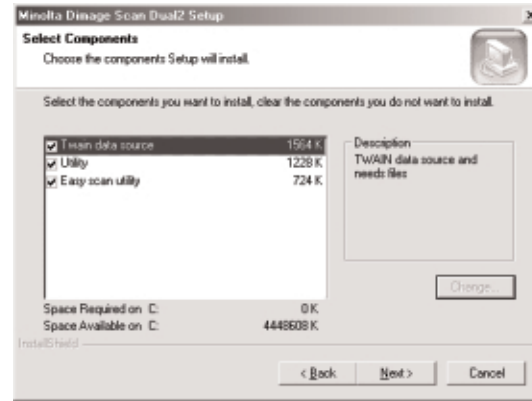 Minolta Dimage Scan Dual2 Setup
Select Components
Choose the components Setup will install.
Select the components you want to install, clear the components you do not want to install.
Twain data source 1564 K
Utility 1228 K
Easy scan utility 724 K
Description
TWAIN data source and
needs files
Change...
Space Required on C: 0 K
Space Available on C: 4448608 K
InstallShield
< Back Next > Cancel